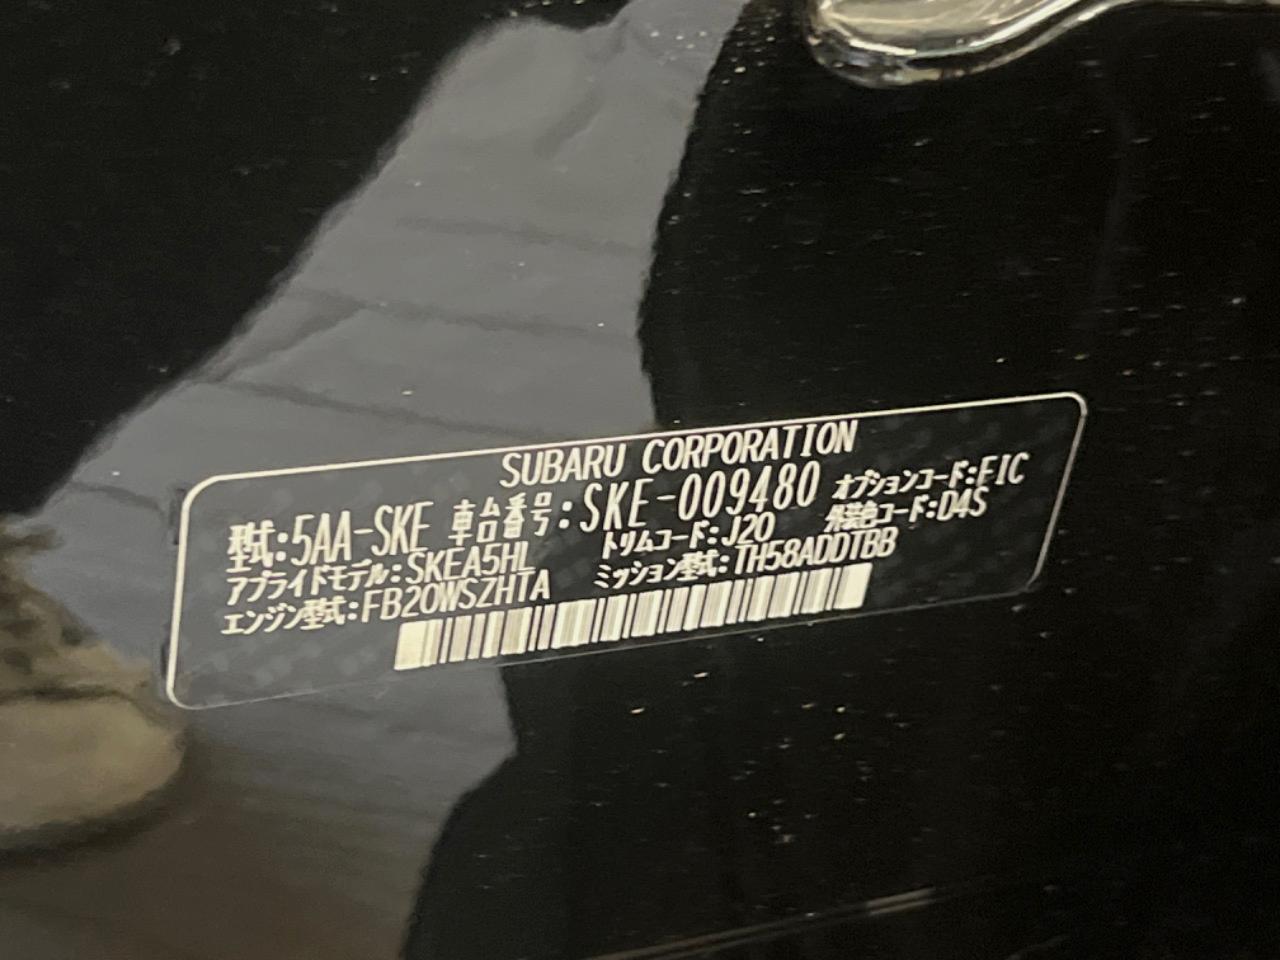 SUBARU CORPORATION
型式:5AA-SKE 車台番号:SKE-009480 オプションコード:EIC
アプライドモデル:SKEA5HL トリムコード:J20 外装色コード:D4S
エンジン型式:FB20WSZHTA ミッション型式:TH58ADDTBB